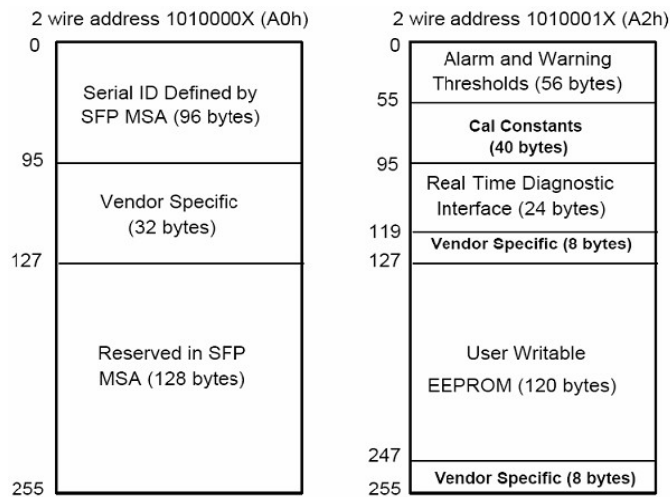 2 wire address 1010000X (A0h)
0
Serial ID Defined by
SFP MSA (96 bytes)
95
Vendor Specific
(32 bytes)
127
Reserved in SFP
MSA (128 bytes)
255
2 wire address 1010001X (A2h)
0
Alarm and Warning
Thresholds (56 bytes)
55
Cal Constants
(40 bytes)
95
Real Time Diagnostic
Interface (24 bytes)
119
Vendor Specific (8 bytes)
127
User Writable
EEPROM (120 bytes)
247
Vendor Specific (8 bytes)
255